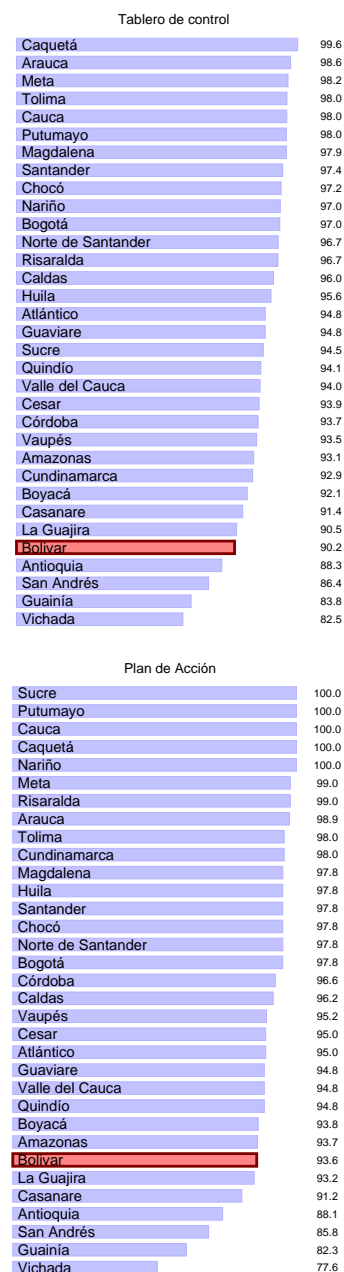 Tablero de control
Caquetá 99.6
Arauca 98.6
Meta 98.2
Tolima 98.0
Cauca 98.0
Putumayo 98.0
Magdalena 97.9
Santander 97.4
Chocó 97.2
Nariño 97.0
Bogotá 97.0
Norte de Santander 96.7
Risaralda 96.7
Caldas 96.0
Huila 95.6
Atlántico 94.8
Guaviare 94.8
Sucre 94.5
Quindío 94.1
Valle del Cauca 94.0
Cesar 93.9
Córdoba 93.7
Vaupés 93.5
Amazonas 93.1
Cundinamarca 92.9
Boyacá 92.1
Casanare 91.4
La Guajira 90.5
Bolivar 90.2
Antioquia 88.3
San Andrés 86.4
Guainía 83.8
Vichada 82.5
Plan de Acción
Sucre 100.0
Putumayo 100.0
Cauca 100.0
Caquetá 100.0
Nariño 100.0
Meta 99.0
Risaralda 99.0
Arauca 98.9
Tolima 98.0
Cundinamarca 98.0
Magdalena 97.8
Huila 97.8
Santander 97.8
Chocó 97.8
Norte de Santander 97.8
Bogotá 97.8
Córdoba 96.6
Caldas 96.2
Vaupés 95.2
Cesar 95.0
Atlántico 95.0
Guaviare 94.8
Valle del Cauca 94.8
Quindío 94.8
Boyacá 93.8
Amazonas 93.7
Bolivar 93.6
La Guajira 93.2
Casanare 91.2
Antioquia 88.1
San Andrés 85.8
Guainía 82.3
Vichada 77.6